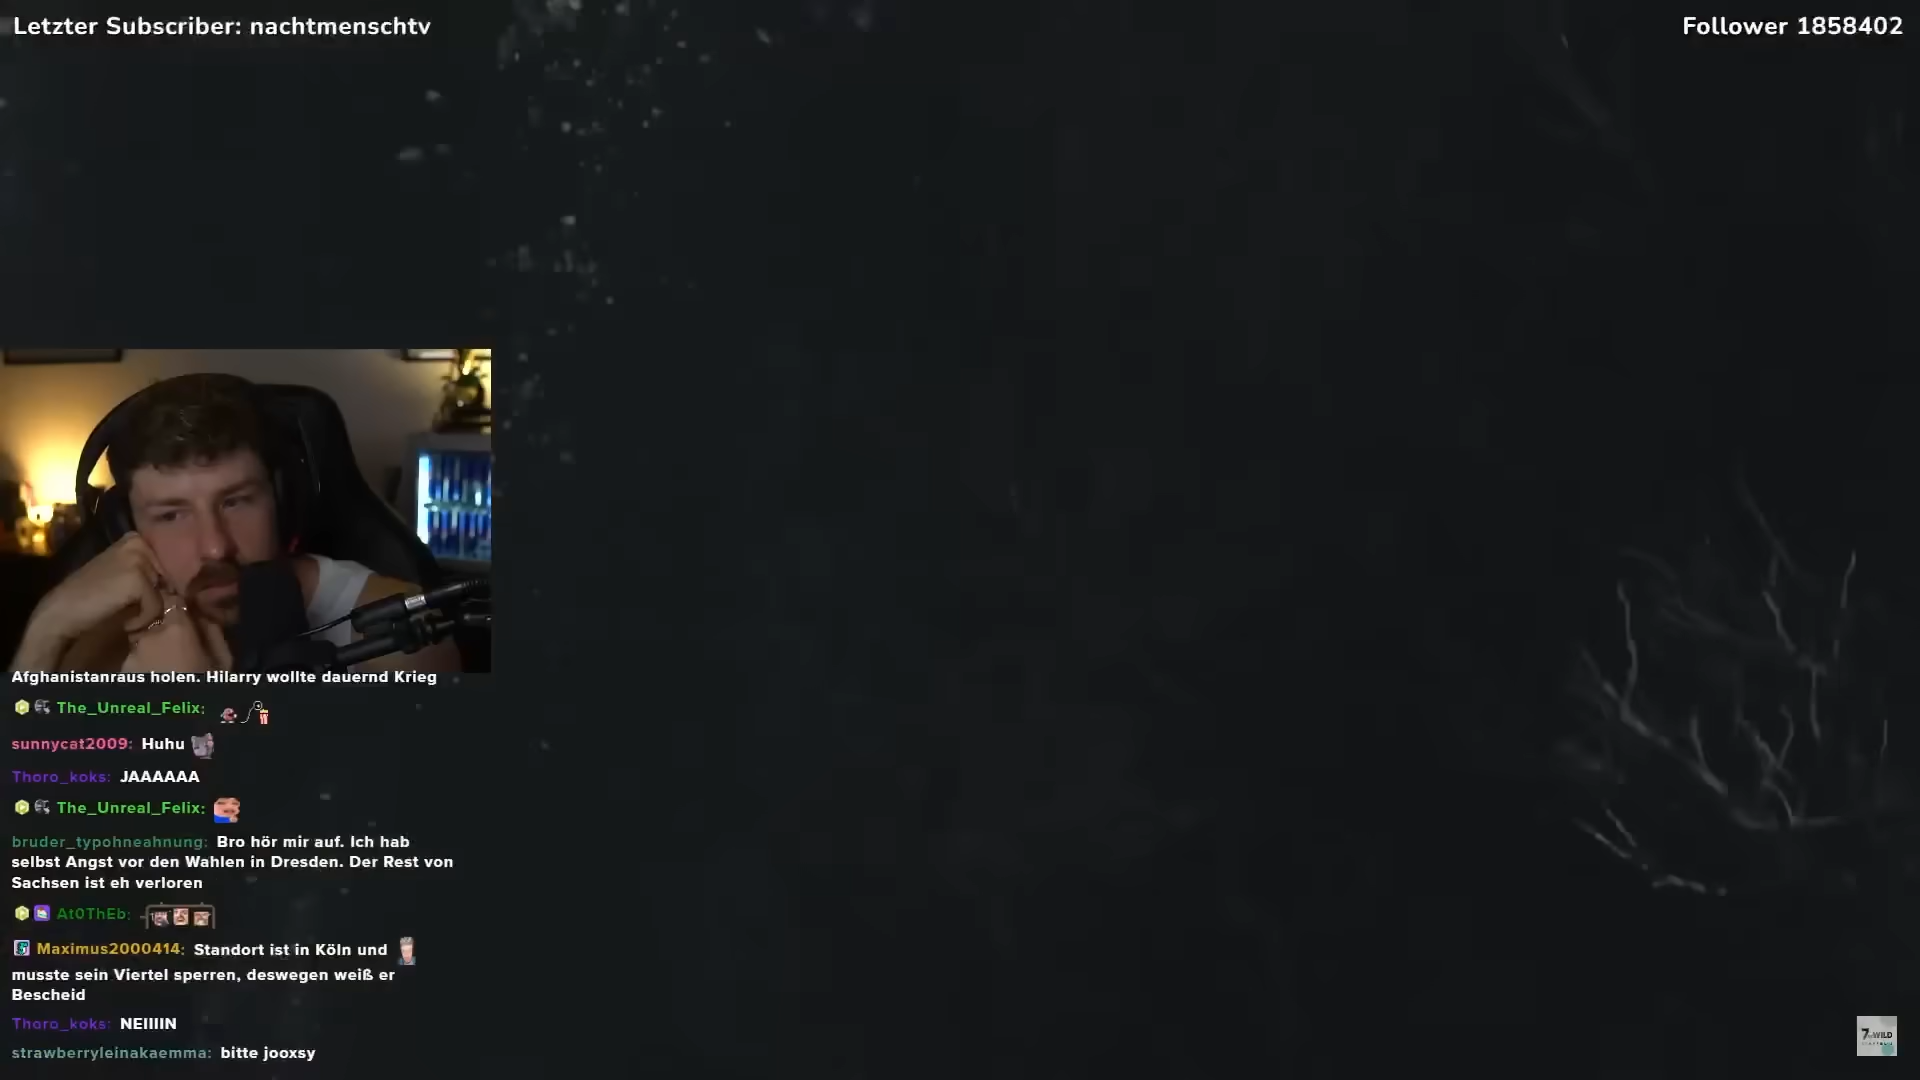 Letzter Subscriber: nachtmenschtv
Follower 1858402
Afghanistanraus holen. Hilarry wollte dauernd Krieg
The_Unreal_Felix:
sunnycat2009: Huhu
Thoro_koks: JAAAAAA
The_Unreal_Felix:
bruder_typohneahnung: Bro hör mir auf. Ich hab
selbst Angst vor den Wahlen in Dresden. Der Rest von
Sachsen ist eh verloren
At0ThEb:
Maximus2000414: Standort ist in Köln und
musste sein Viertel sperren, deswegen weiß er
Bescheid
Thoro_koks: NEIIIIN
strawberryleinakaemma: bitte jooxsy
7 vs. WILD